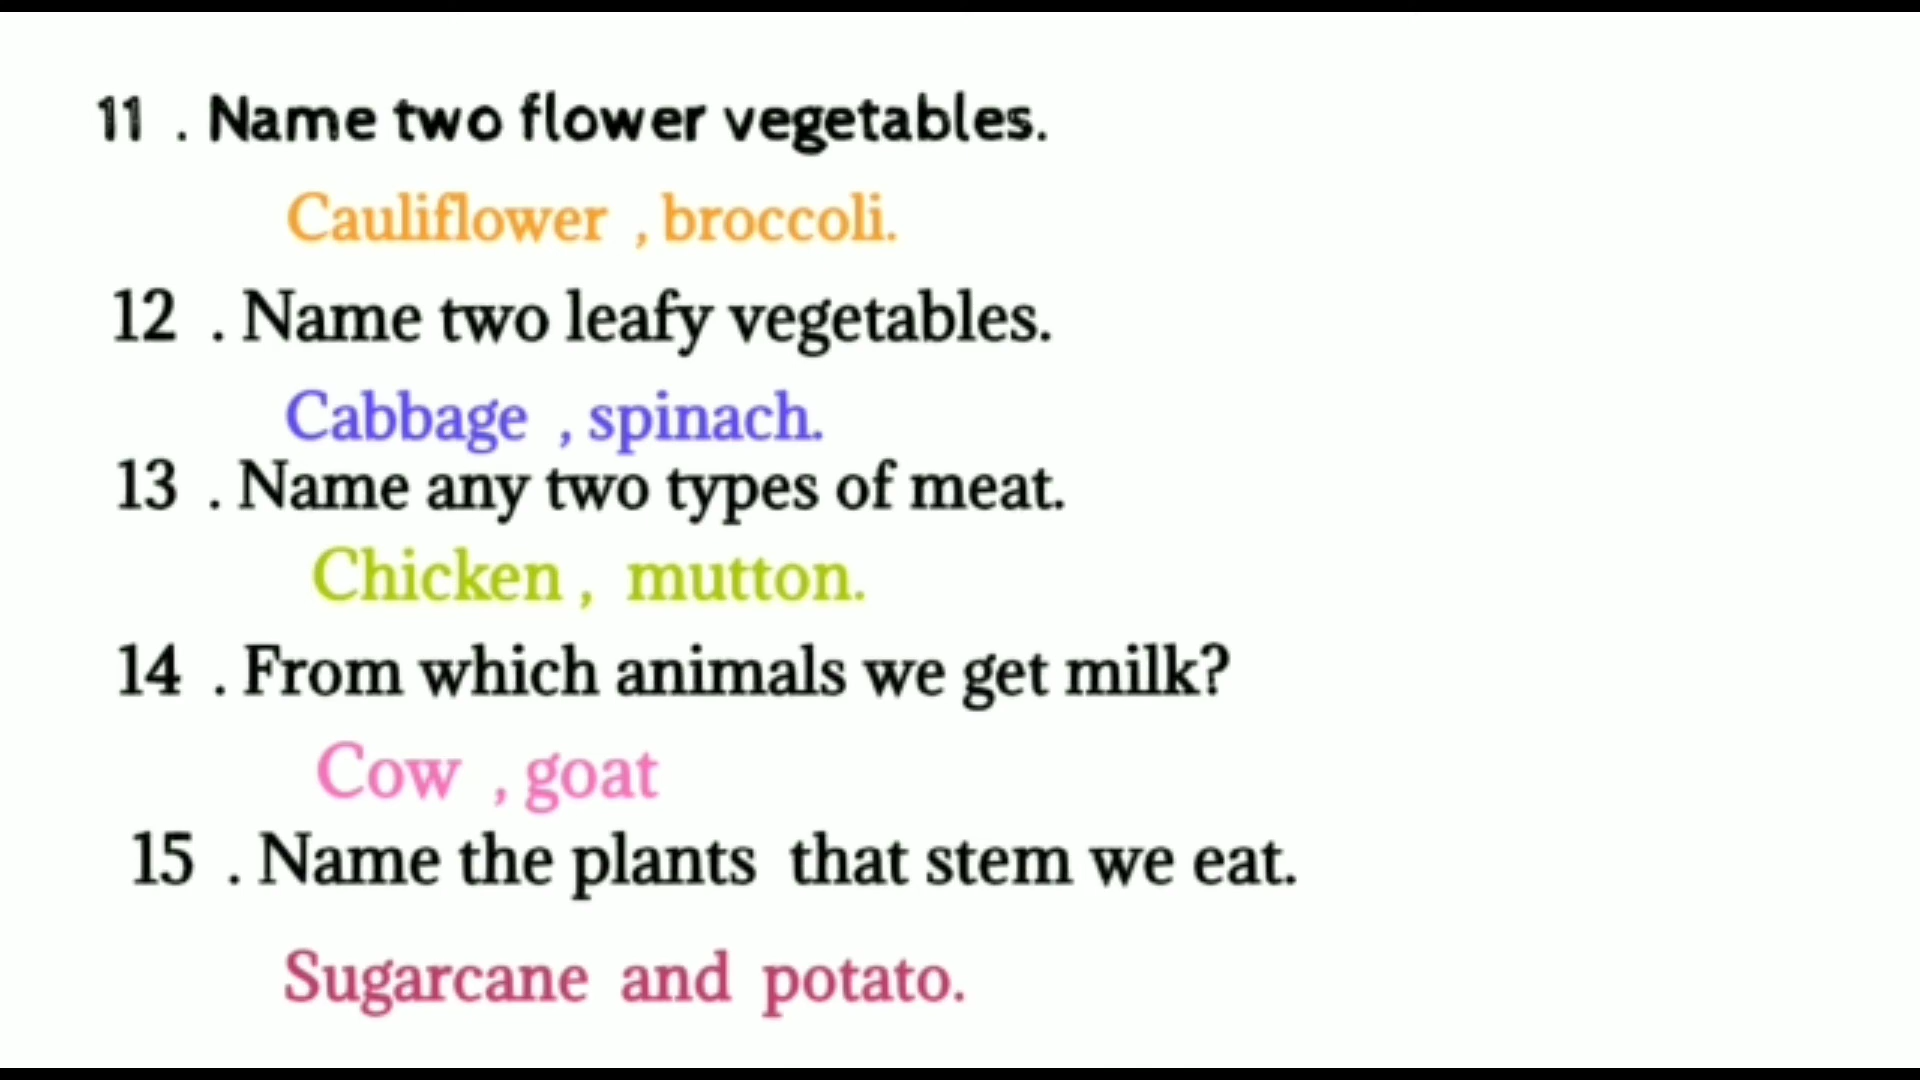 11 . Name two flower vegetables.
Cauliflower , broccoli.
12 . Name two leafy vegetables.
Cabbage , spinach.
13 . Name any two types of meat.
Chicken , mutton.
14 . From which animals we get milk?
Cow , goat
15 . Name the plants that stem we eat.
Sugarcane and potato.